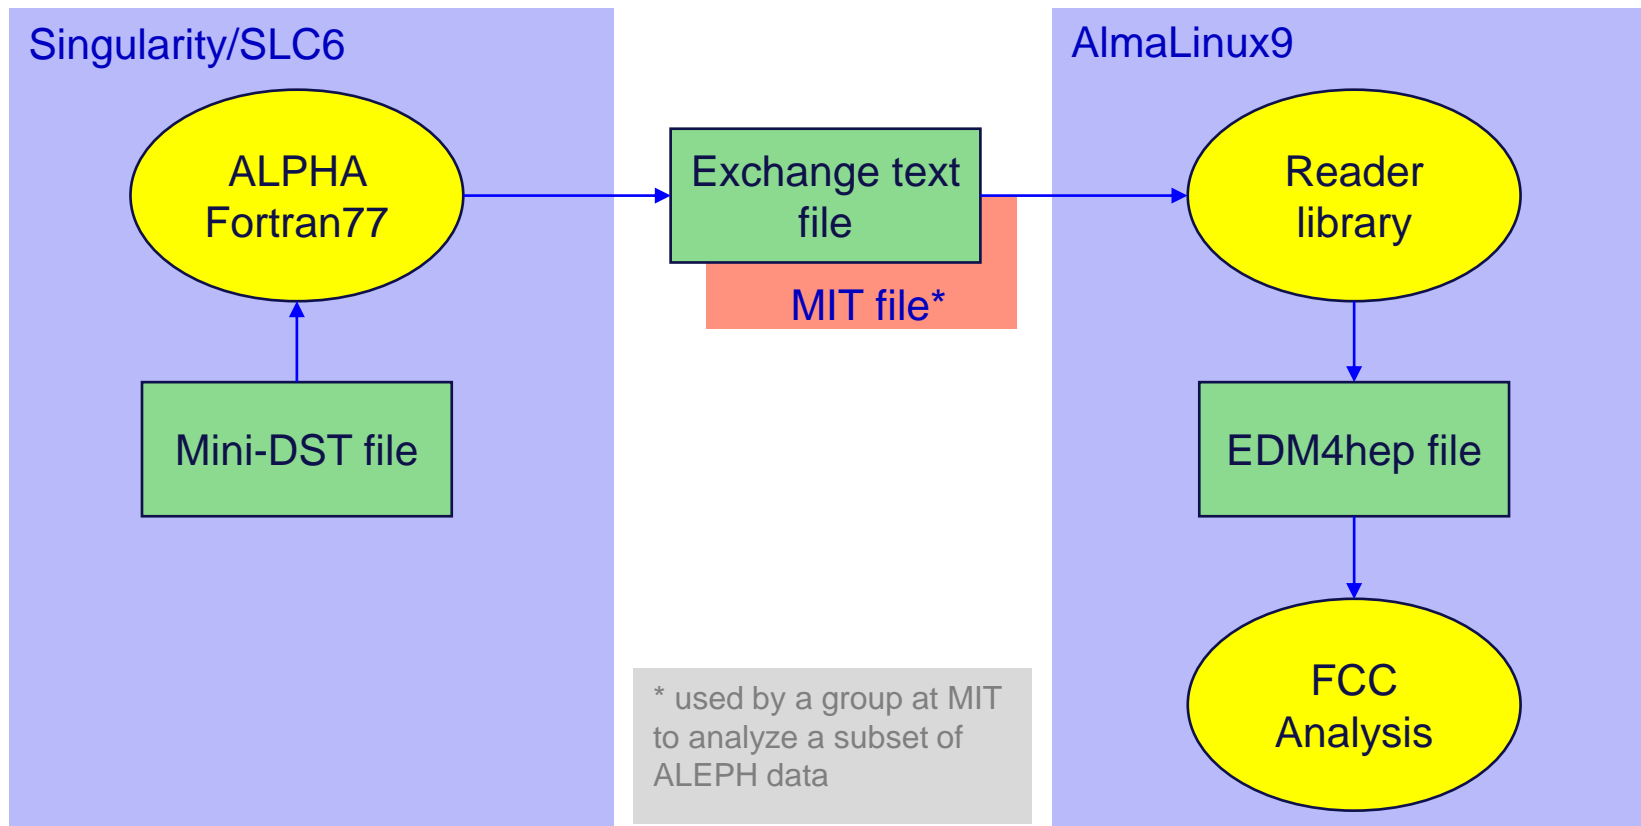 Singularity/SLC6
AlmaLinux9
ALPHA
Fortran77
Exchange text
file
Reader
library
MIT file*
Mini-DST file
EDM4hep file
* used by a group at MIT
to analyze a subset of
ALEPH data
FCC
Analysis